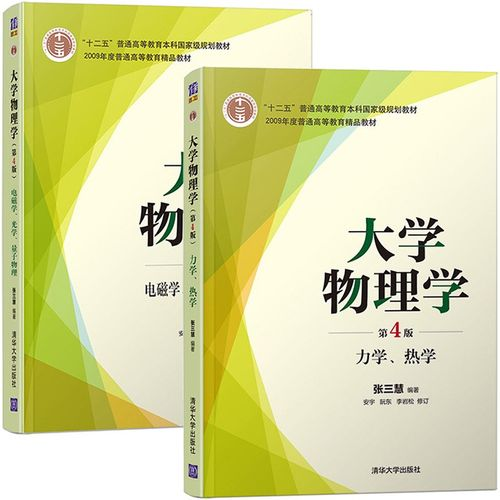 "十二五"普通高等教育本科国家级规划教材
2009年度普通高等教育精品教材
大学物理学(第4版) 电磁学、光学、量子物理
张三慧 编著
清华大学出版社
大
物
电磁学
安
"十二五"普通高等教育本科国家级规划教材
2009年度普通高等教育精品教材
大学物理学(第4版) 力学、热学
清华大学出版社
大学
物理学
第4版
力学、热学
张三慧 编著
安宇 阮东 李岩松 修订
清华大学出版社